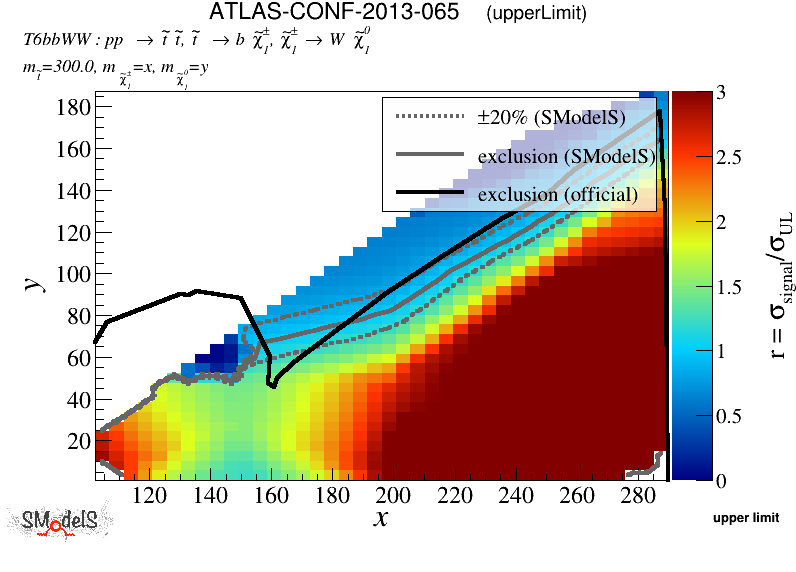 ATLAS-CONF-2013-065 (upperLimit)
T6bbWW : pp → t̃ t̃, t̃ → b χ̃₁±, χ̃₁± → W χ̃₁⁰
m_t̃=300.0, m_χ̃₁±=x, m_χ̃₁⁰=y
±20% (SModelS)
exclusion (SModelS)
exclusion (official)
180
160
140
120
100
80
60
40
20
y
120 140 160 180 200 220 240 260 280
x
3
2.5
2
1.5
1
0.5
0
r = σ_signal/σ_UL
SModelS
upper limit